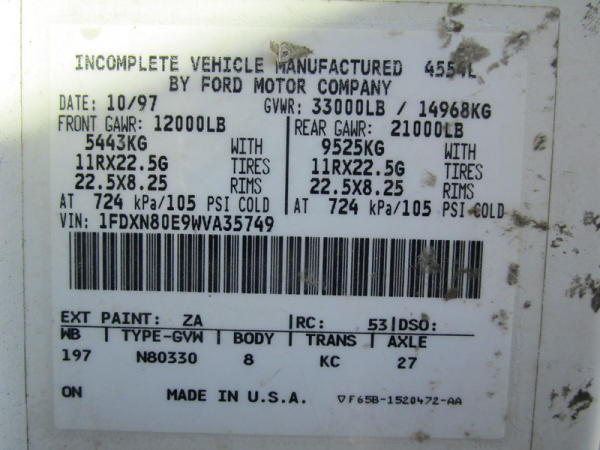 INCOMPLETE VEHICLE MANUFACTURED 4554L
BY FORD MOTOR COMPANY
DATE: 10/97 GVWR: 33000LB / 14968KG
FRONT GAWR: 12000LB REAR GAWR: 21000LB
5443KG WITH 9525KG WITH
11RX22.5G TIRES 11RX22.5G TIRES
22.5X8.25 RIMS 22.5X8.25 RIMS
AT 724 kPa/105 PSI COLD AT 724 kPa/105 PSI COLD
VIN: 1FDXN80E9WVA35749
EXT PAINT: ZA RC: 53 DSO:
WB TYPE-GVW BODY TRANS AXLE
197 N80330 8 KC 27
ON MADE IN U.S.A. ▽F65B-1520472-AA